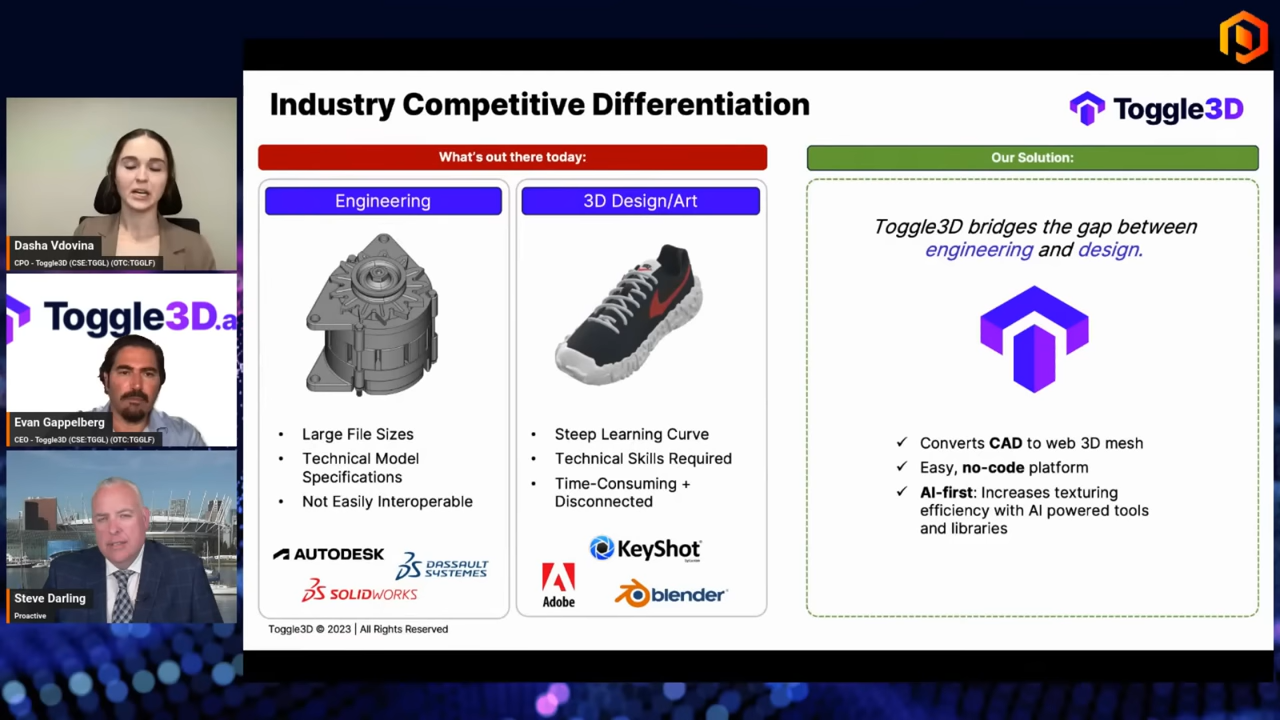 Industry Competitive Differentiation
Toggle3D
What's out there today:
Our Solution:
Engineering
3D Design/Art
Large File Sizes
Technical Model
Specifications
Not Easily Interoperable
AUTODESK
DASSAULT
SYSTEMES
SOLIDWORKS
Steep Learning Curve
Technical Skills Required
Time-Consuming +
Disconnected
KeyShot
Adobe
blender
Toggle3D bridges the gap between
engineering and design.
Converts CAD to web 3D mesh
Easy, no-code platform
AI-first: Increases texturing
efficiency with AI powered tools
and libraries
Toggle3D © 2023 | All Rights Reserved
Dasha Vdovina
CPO - Toggle3D (CSE:TGGL) (OTC:TGGLF)
Toggle3D.a
Evan Gappelberg
CEO - Toggle3D (CSE:TGGL) (OTC:TGGLF)
Steve Darling
Proactive